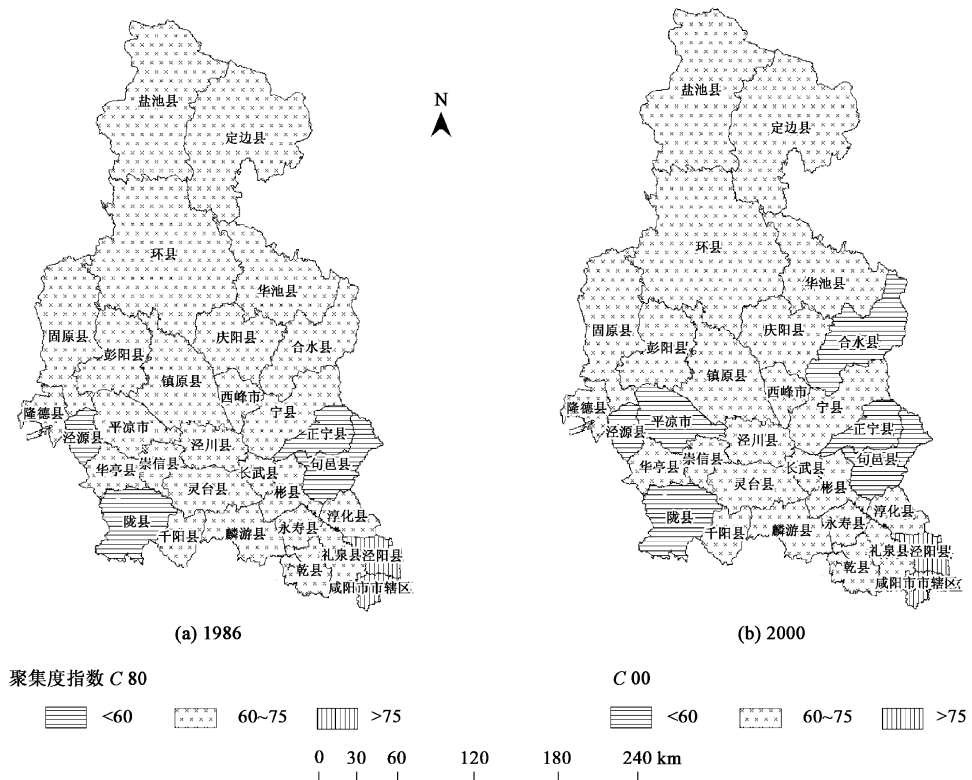 盐池县
N
定边县
环县
华池县
固原县
彭阳县
庆阳县
合水县
镇原县
西峰市
隆德县
宁县
泾源县
平凉市
正宁县
泾川县
华亭县
崇信县
长武县
旬邑县
灵台县
彬县
陇县
淳化县
千阳县
麟游县
永寿县
礼泉县
泾阳县
乾县
咸阳市市辖区
(a) 1986
盐池县
定边县
环县
华池县
固原县
彭阳县
庆阳县
合水县
镇原县
西峰市
隆德县
宁县
泾源县
平凉市
正宁县
泾川县
华亭县
崇信县
长武县
旬邑县
灵台县
彬县
陇县
淳化县
千阳县
麟游县
永寿县
礼泉县
泾阳县
乾县
咸阳市市辖区
(b) 2000
聚集度指数 C 80
<60 60~75 >75
C 00
<60 60~75 >75
0 30 60 120 180 240 km